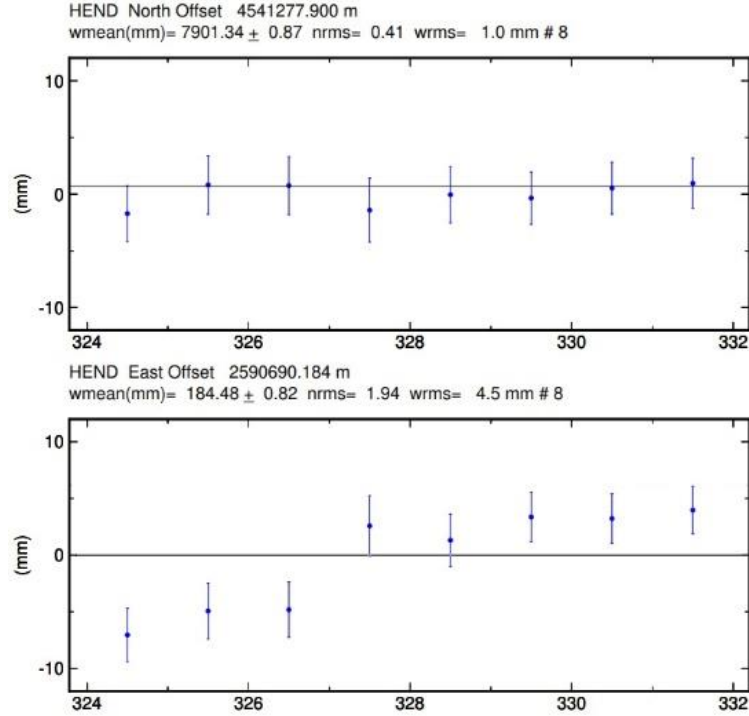 HEND North Offset 4541277.900 m
wmean(mm)= 7901.34 ± 0.87 nrms= 0.41 wrms= 1.0 mm # 8
10
0
-10
(mm)
324 326 328 330 332
HEND East Offset 2590690.184 m
wmean(mm)= 184.48 ± 0.82 nrms= 1.94 wrms= 4.5 mm # 8
10
0
-10
(mm)
324 326 328 330 332